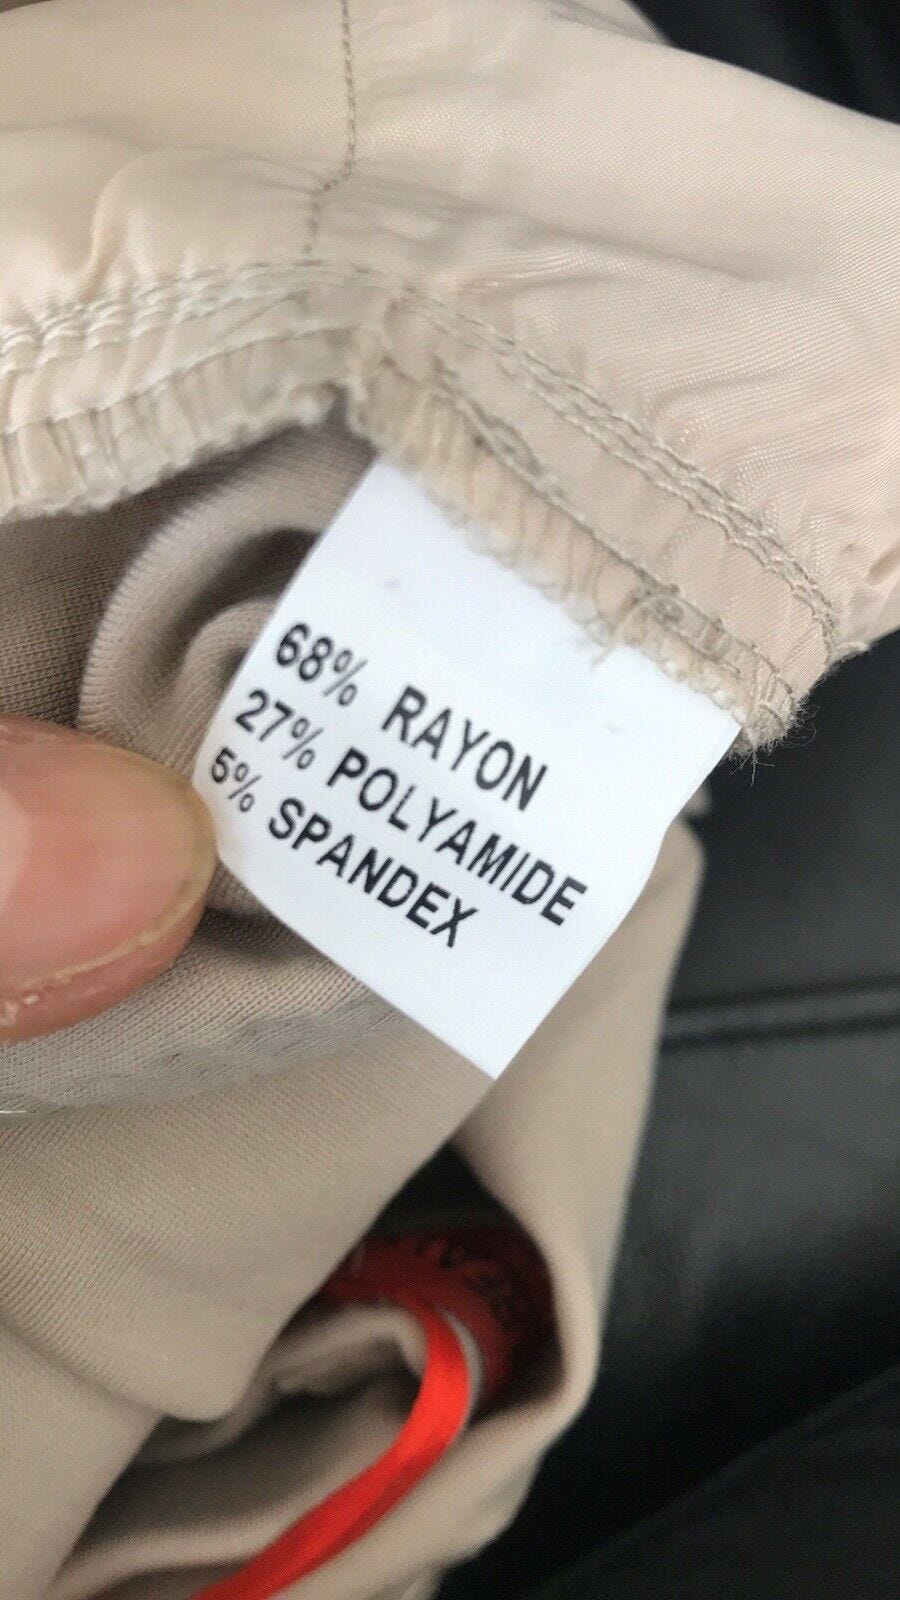 68% RAYON
27% POLYAMIDE
5% SPANDEX